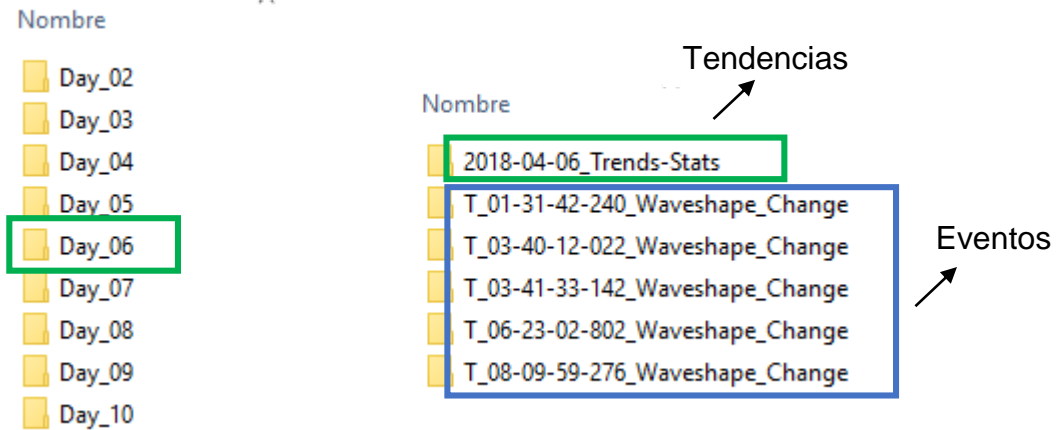 Nombre
Day_02
Day_03
Day_04
Day_05
Day_06
Day_07
Day_08
Day_09
Day_10
Tendencias
Nombre
2018-04-06_Trends-Stats
T_01-31-42-240_Waveshape_Change
T_03-40-12-022_Waveshape_Change
T_03-41-33-142_Waveshape_Change
T_06-23-02-802_Waveshape_Change
T_08-09-59-276_Waveshape_Change
Eventos